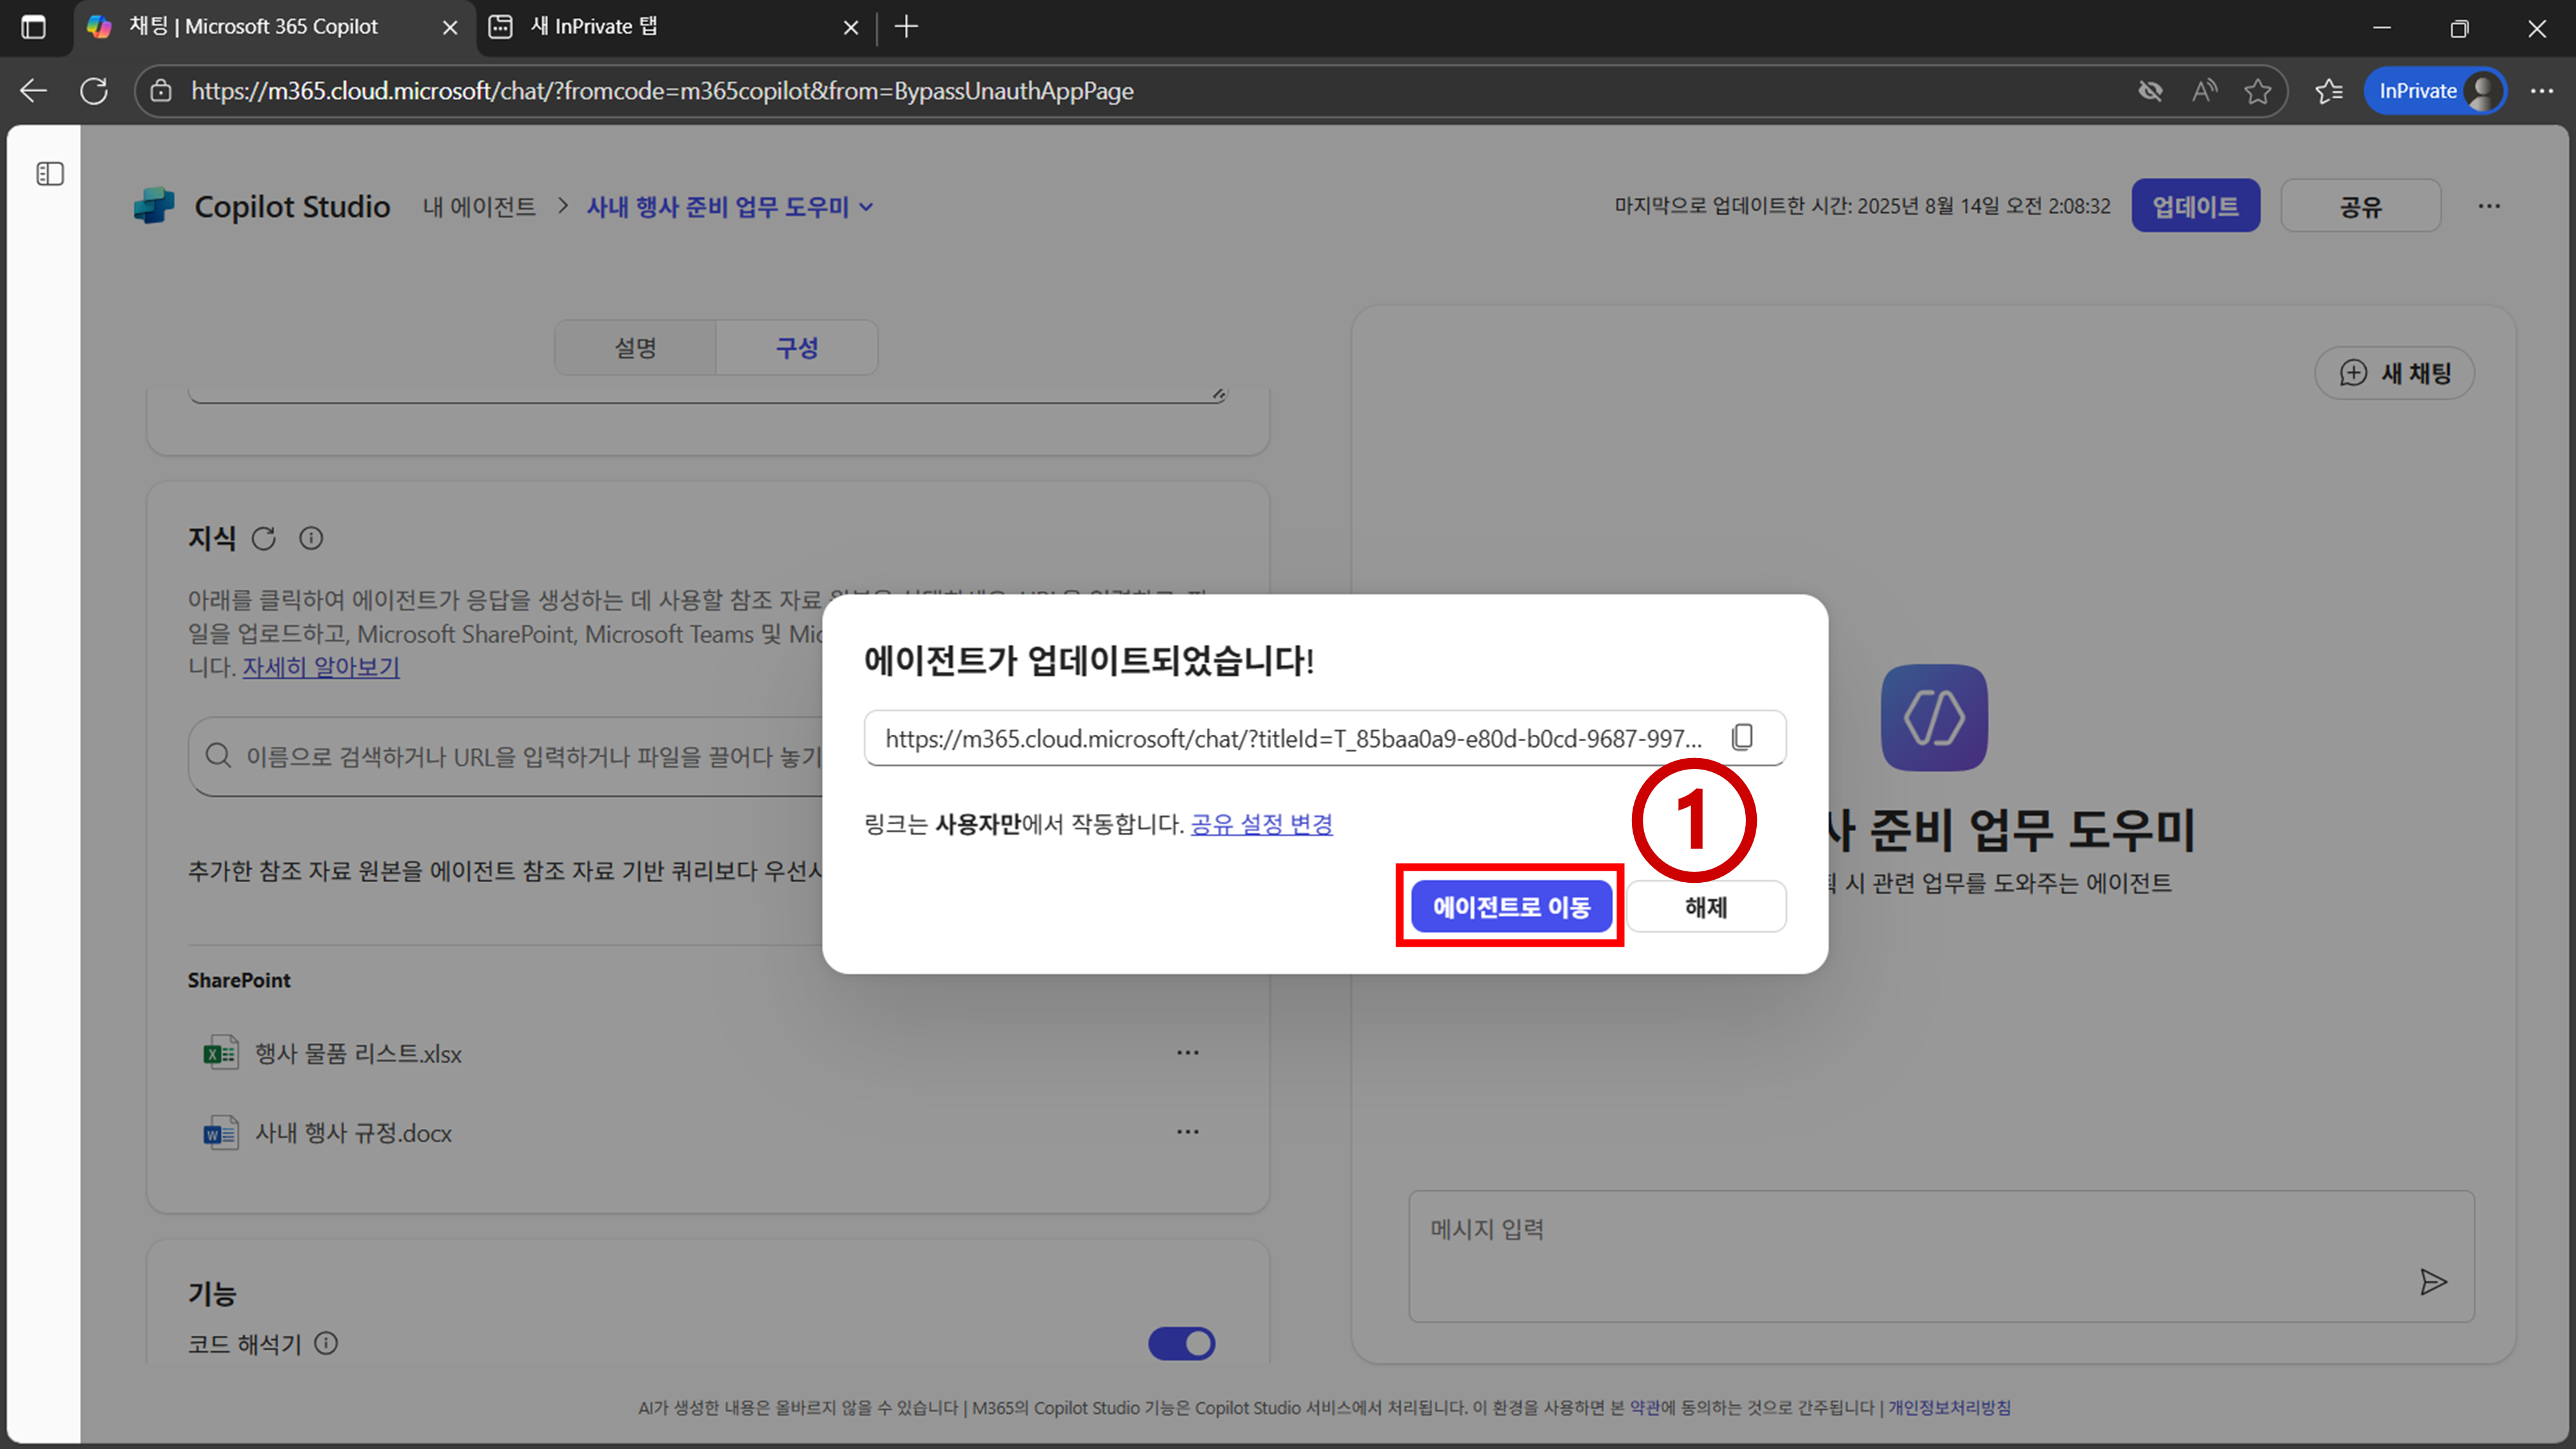 채팅 | Microsoft 365 Copilot
새 InPrivate 탭
https://m365.cloud.microsoft/chat/?fromcode=m365copilot&from=BypassUnauthAppPage
InPrivate
Copilot Studio
내 에이전트 > 사내 행사 준비 업무 도우미
마지막으로 업데이트한 시간: 2025년 8월 14일 오전 2:08:32
업데이트
공유
설명
구성
새 채팅
지식
아래를 클릭하여 에이전트가 응답을 생성하는 데 사용할 참조 자료
일을 업로드하고, Microsoft SharePoint, Microsoft Teams 및
니다. 자세히 알아보기
이름으로 검색하거나 URL을 입력하거나 파일을 끌어다 놓기
추가한 참조 자료 원본을 에이전트 참조 자료 기반 쿼리보다
에이전트가 업데이트되었습니다!
https://m365.cloud.microsoft/chat/?titleId=T_85baa0a9-e80d-b0cd-9687-997...
링크는 사용자만에서 작동합니다. 공유 설정 변경
1
에이전트로 이동
해제
준비 업무 도우미
시 관련 업무를 도와주는 에이전트
SharePoint
행사 물품 리스트.xlsx
사내 행사 규정.docx
기능
코드 해석기
메시지 입력
AI가 생성한 내용은 올바르지 않을 수 있습니다 | M365의 Copilot Studio 기능은 Copilot Studio 서비스에서 처리됩니다. 이 환경을 사용하면 본 약관에 동의하는 것으로 간주됩니다 | 개인정보처리방침